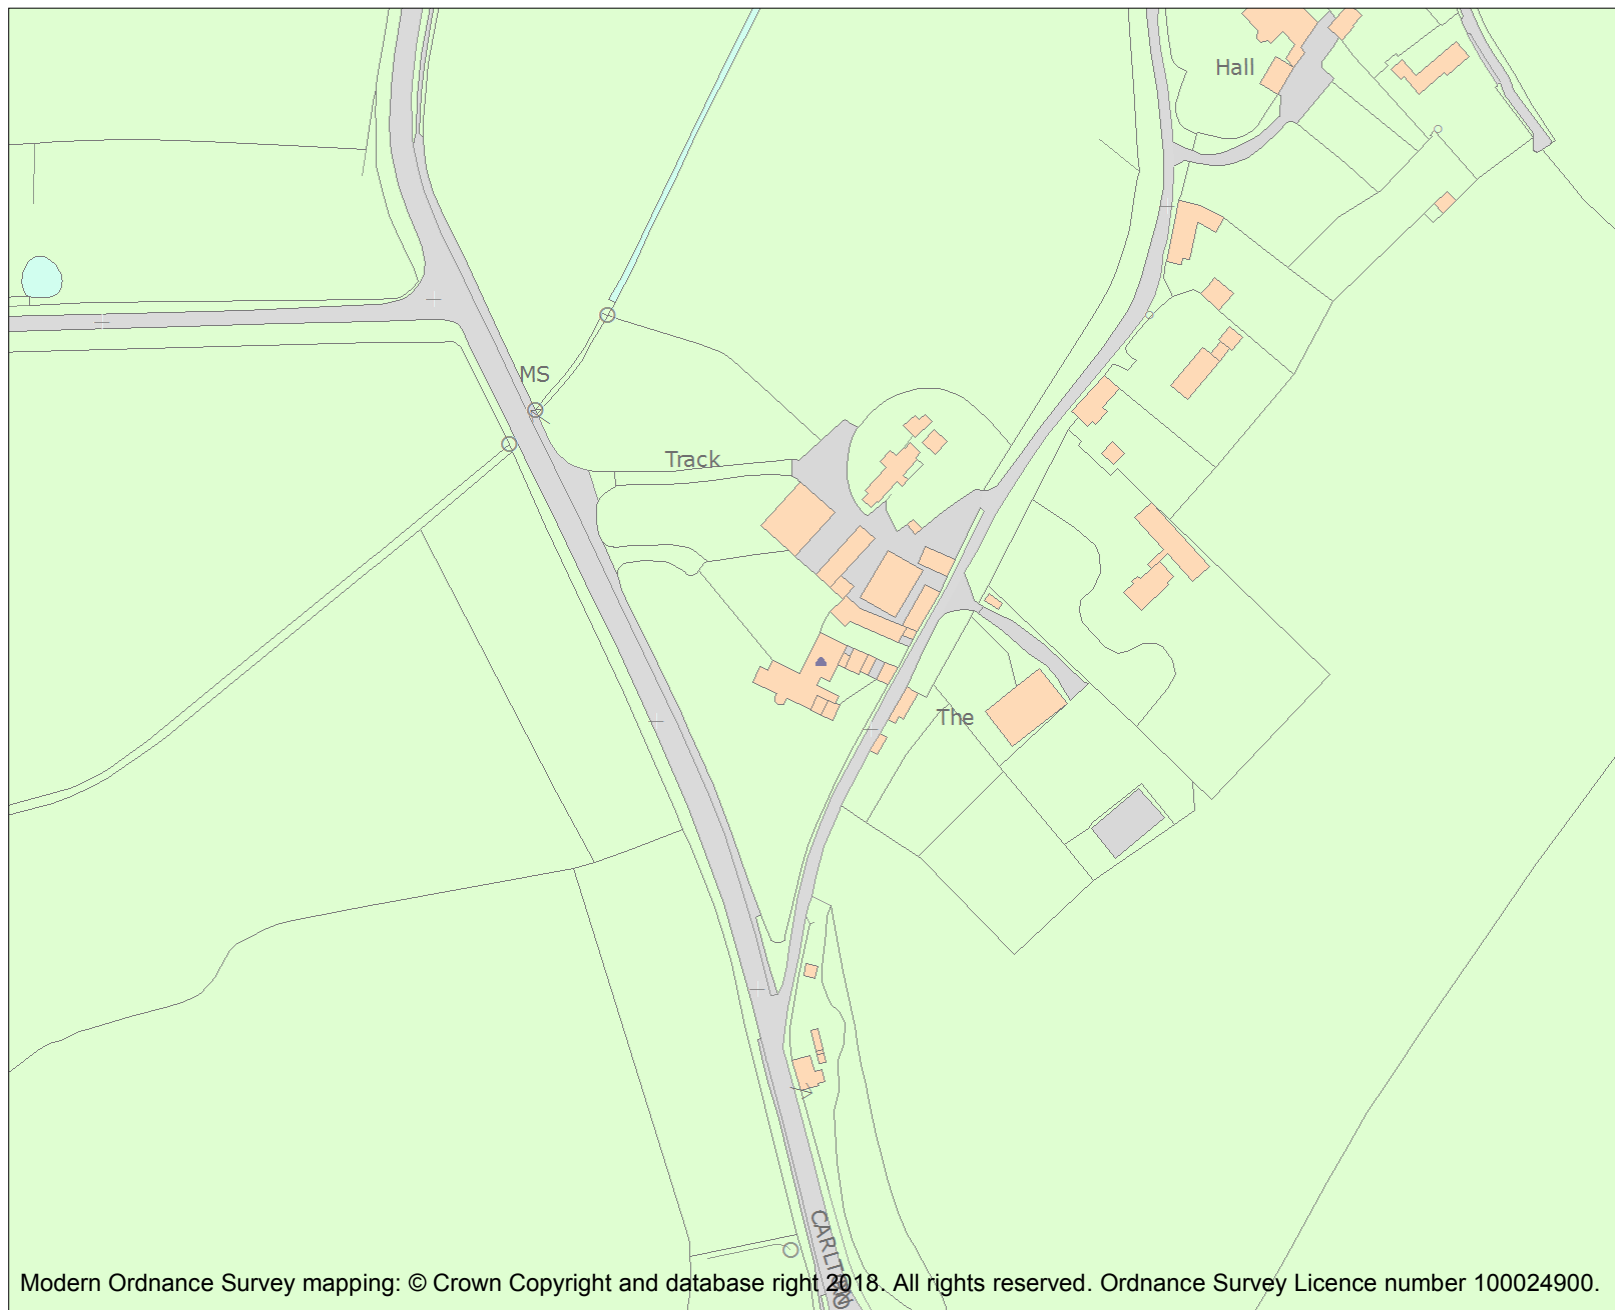 Hall
MS
Track
The
Modern Ordnance Survey mapping: © Crown Copyright and database right 2018. All rights reserved. Ordnance Survey Licence number 100024900.